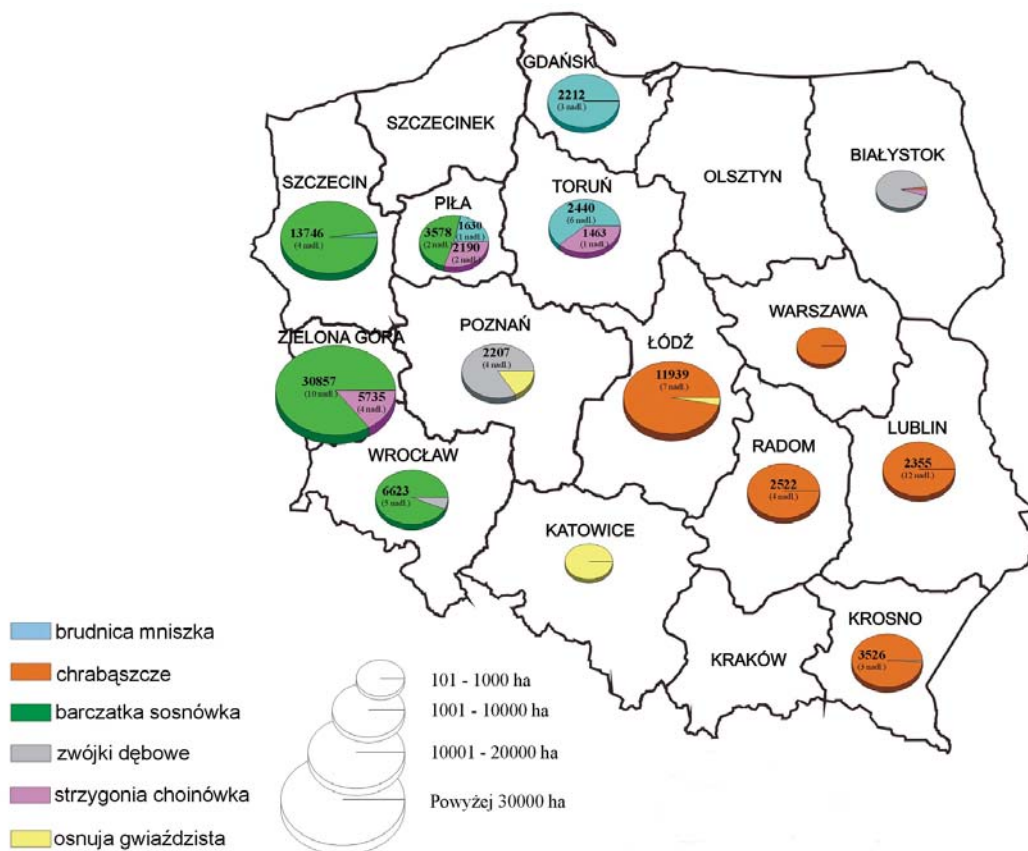 GDAŃSK
2212
(3 nadl.)
SZCZECINEK
BIAŁYSTOK
SZCZECIN
13746
(4 nadl.)
PIŁA
3578
(2 nadl.)
1630
(1 nadl.)
2190
(2 nadl.)
TORUŃ
2440
(6 nadl.)
1463
(1 nadl.)
OLSZTYN
WARSZAWA
ZIELONA GÓRA
30857
(10 nadl.)
5735
(4 nadl.)
POZNAŃ
2207
(4 nadl.)
ŁÓDŹ
11939
(7 nadl.)
LUBLIN
2355
(12 nadl.)
RADOM
2522
(4 nadl.)
WROCŁAW
6623
(5 nadl.)
KATOWICE
KRAKÓW
KROSNO
3526
(3 nadl.)
brudnica mniszka
chrabąszcze
barczatka sosnówka
zwójki dębowe
strzygonia choinówka
osnuja gwiaździsta
101 - 1000 ha
1001 - 10000 ha
10001 - 20000 ha
Powyżej 30000 ha